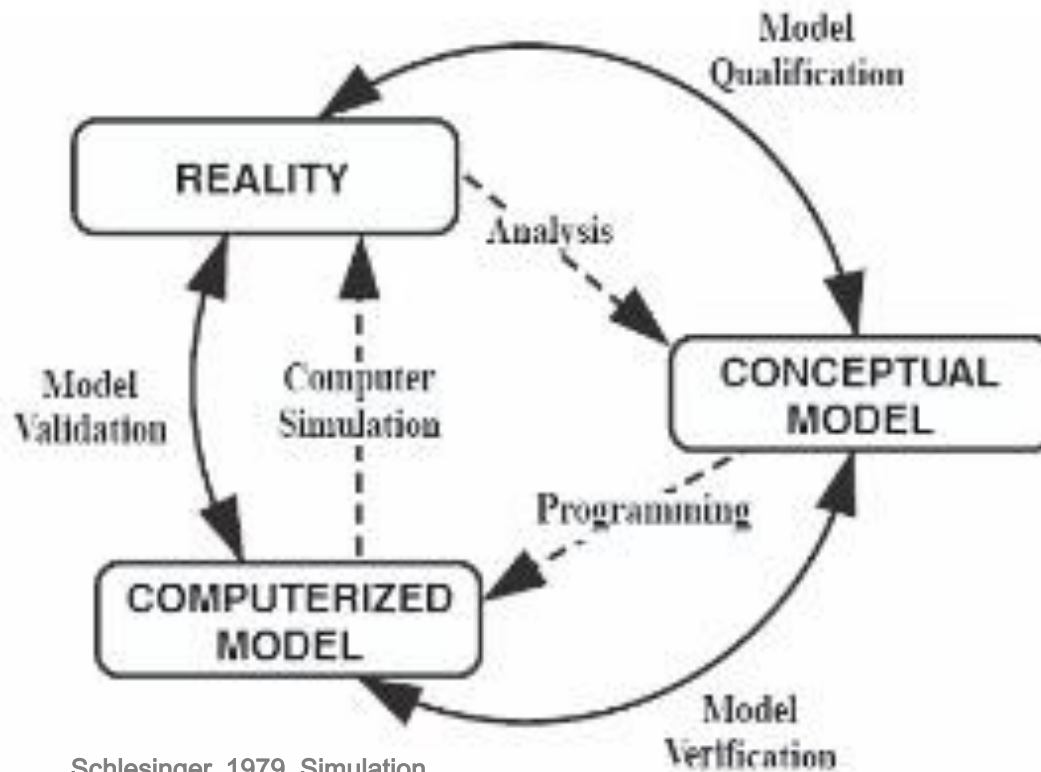 Model
Qualification
REALITY
Analysis
CONCEPTUAL
MODEL
Model
Validation
Computer
Simulation
Programming
COMPUTERIZED
MODEL
Model
Verification
Schlesinger, 1979, Simulation